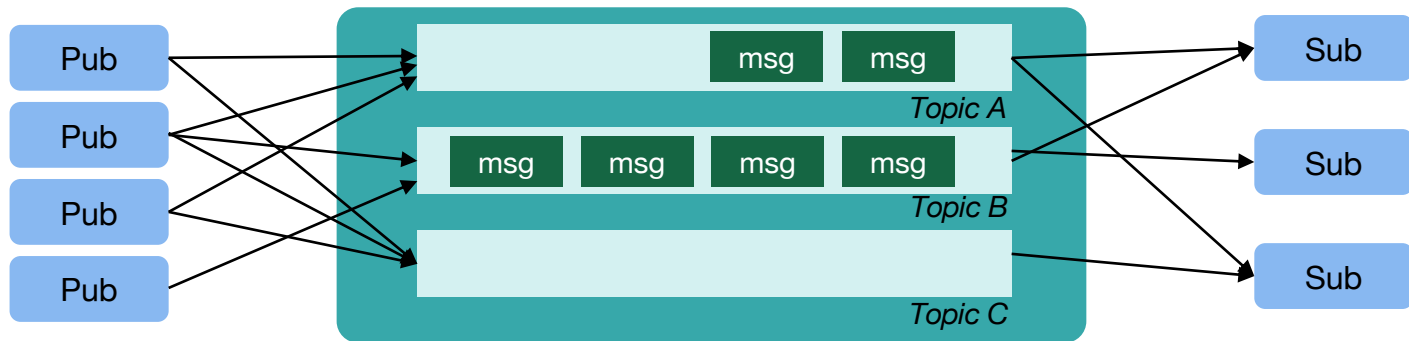 Pub
Pub
Pub
Pub
msg msg
Topic A
msg msg msg msg
Topic B
Topic C
Sub
Sub
Sub